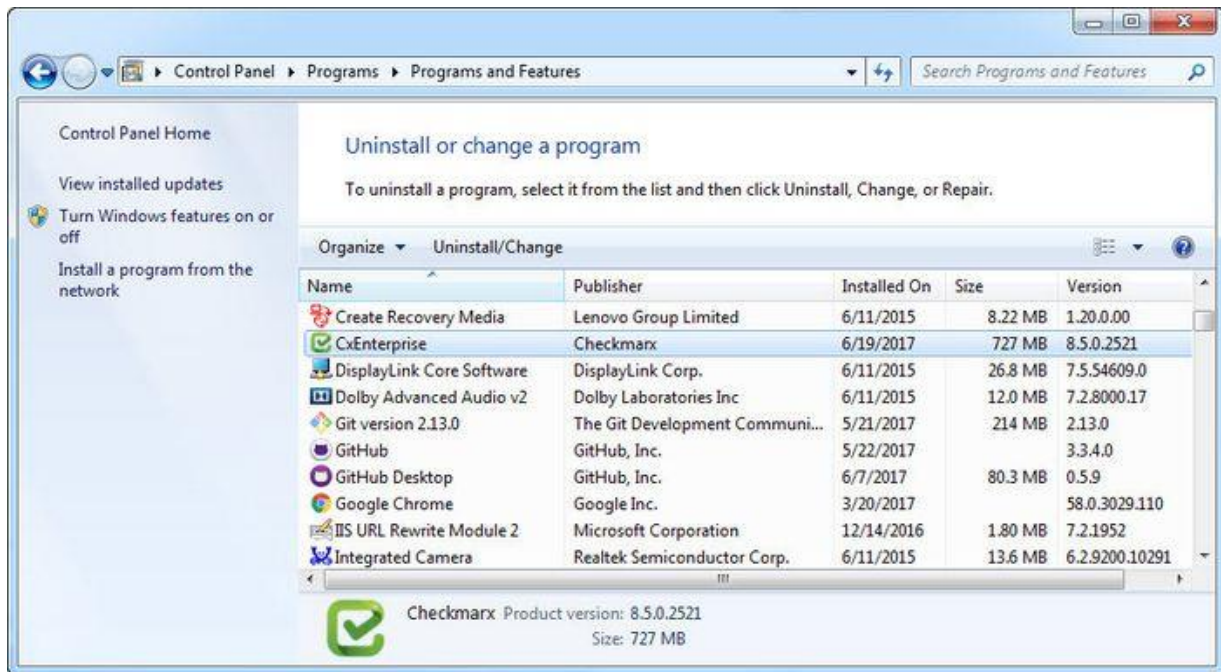 Control Panel ▸ Programs ▸ Programs and Features
Search Programs and Features
Control Panel Home
View installed updates
Turn Windows features on or
off
Install a program from the
network
Uninstall or change a program
To uninstall a program, select it from the list and then click Uninstall, Change, or Repair.
Organize Uninstall/Change
Name Publisher Installed On Size Version
Create Recovery Media Lenovo Group Limited 6/11/2015 8.22 MB 1.20.0.00
CxEnterprise Checkmarx 6/19/2017 727 MB 8.5.0.2521
DisplayLink Core Software DisplayLink Corp. 6/11/2015 26.8 MB 7.5.54609.0
Dolby Advanced Audio v2 Dolby Laboratories Inc 6/11/2015 12.0 MB 7.2.8000.17
Git version 2.13.0 The Git Development Communi... 5/21/2017 214 MB 2.13.0
GitHub GitHub, Inc. 5/22/2017 3.3.4.0
GitHub Desktop GitHub, Inc. 6/7/2017 80.3 MB 0.5.9
Google Chrome Google Inc. 3/20/2017 58.0.3029.110
IIS URL Rewrite Module 2 Microsoft Corporation 12/14/2016 1.80 MB 7.2.1952
Integrated Camera Realtek Semiconductor Corp. 6/11/2015 13.6 MB 6.2.9200.10291
Checkmarx Product version: 8.5.0.2521
Size: 727 MB